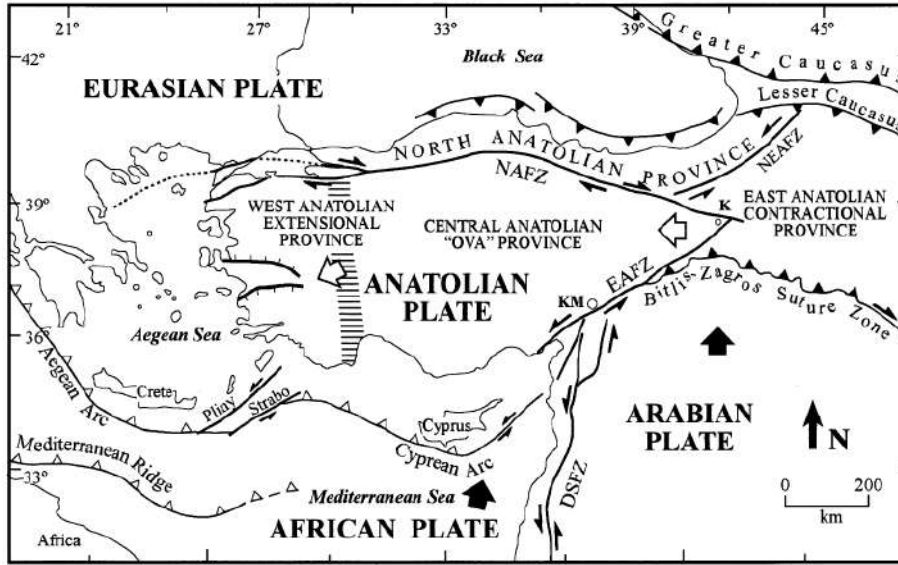 21° 27° 33° 39° 45°
42°
39°
36°
33°
Greater Caucasus
Lesser Caucasus
Black Sea
EURASIAN PLATE
NORTH ANATOLIAN PROVINCE
NAFZ
NEAFZ
K
WEST ANATOLIAN
EXTENSIONAL
PROVINCE
CENTRAL ANATOLIAN
"OVA" PROVINCE
EAST ANATOLIAN
CONTRACTIONAL
PROVINCE
ANATOLIAN
PLATE
EAFZ
Bitlis-Zagros Suture Zone
KM
Aegean Sea
Aegean Arc
Crete
Pliny
Strabo
Cyprus
Cyprean Arc
ARABIAN
PLATE
N
0 200
km
DSFZ
Mediterranean Ridge
Mediterranean Sea
AFRICAN PLATE
Africa